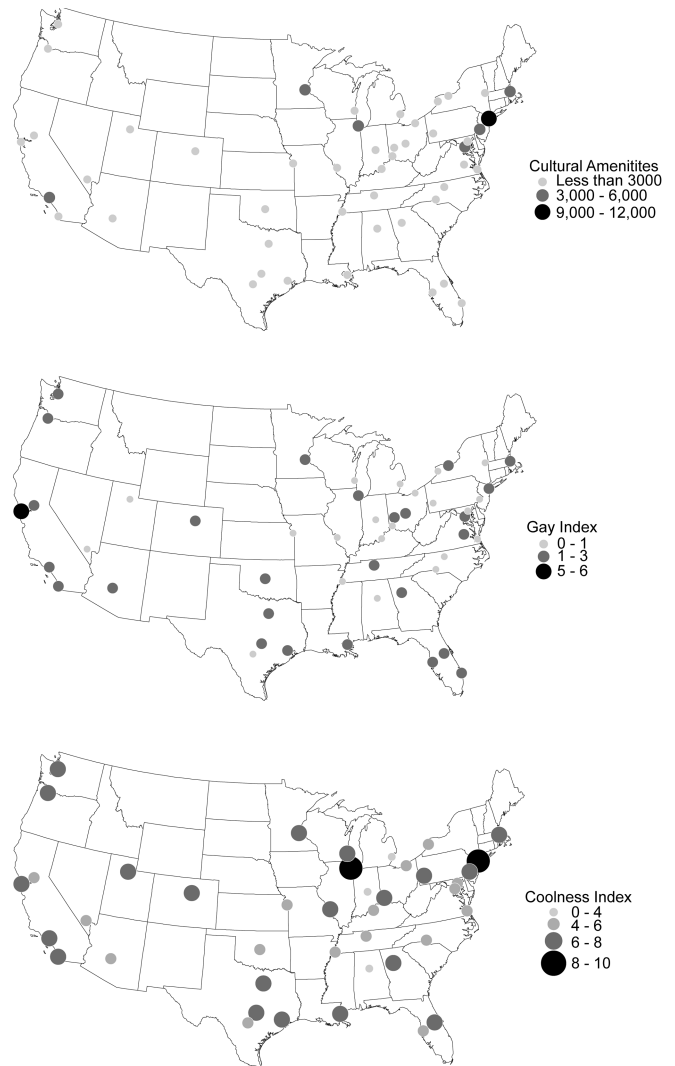 Cultural Amenitites
Less than 3000
3,000 - 6,000
9,000 - 12,000
Gay Index
0 - 1
1 - 3
5 - 6
Coolness Index
0 - 4
4 - 6
6 - 8
8 - 10